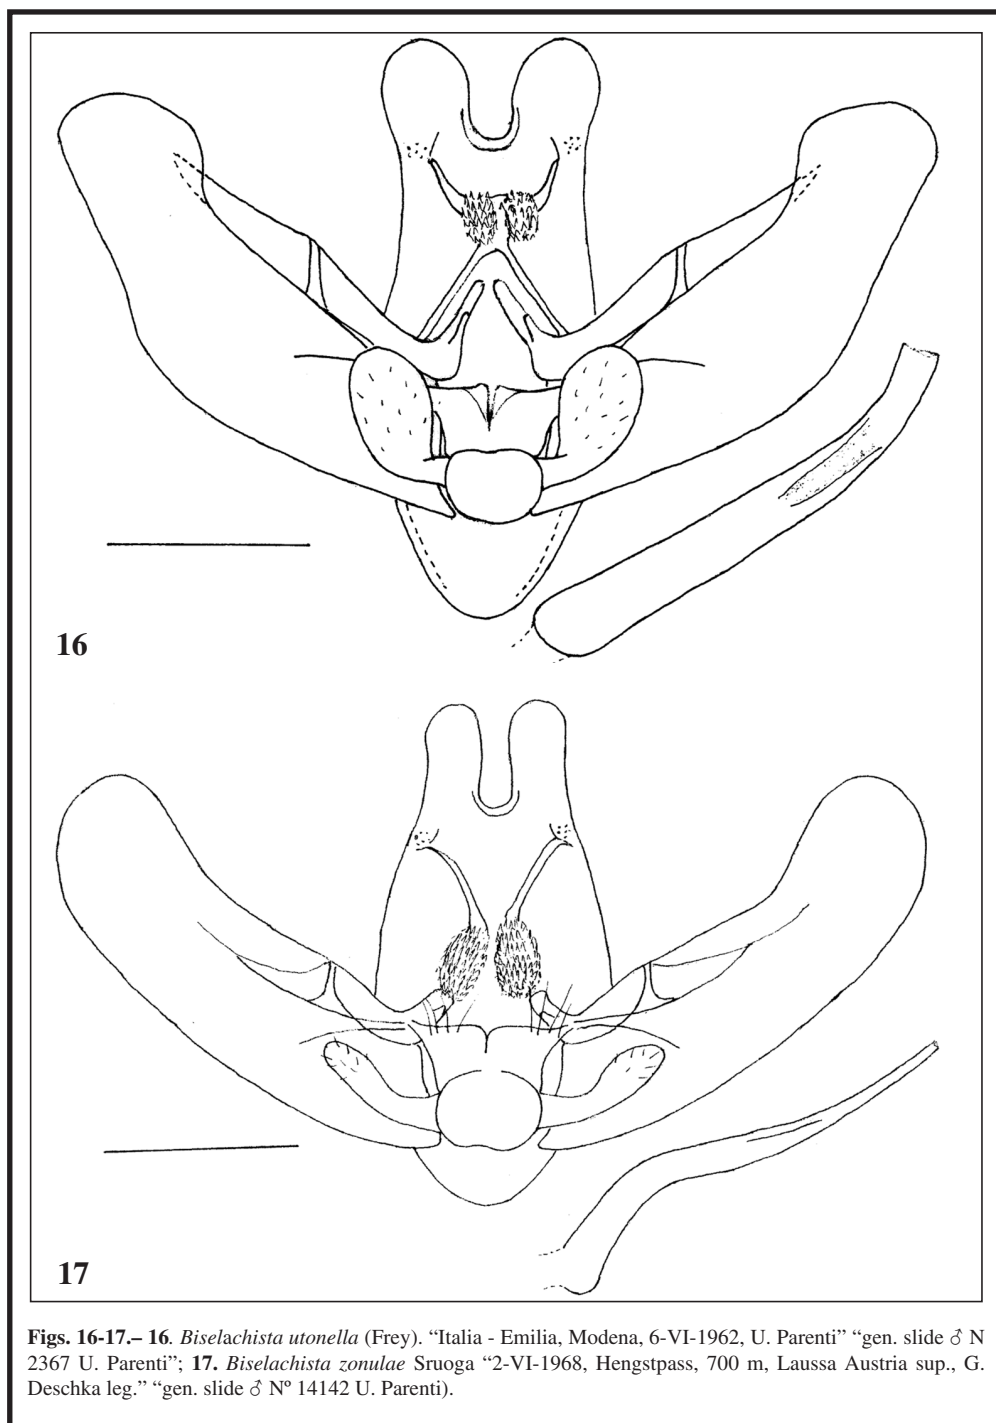 16
17
Figs. 16-17.– 16. Biselachista utonella (Frey). “Italia - Emilia, Modena, 6-VI-1962, U. Parenti” “gen. slide ♂ N
2367 U. Parenti”; 17. Biselachista zonulae Sruoga “2-VI-1968, Hengstpass, 700 m, Laussa Austria sup., G.
Deschka leg.” “gen. slide ♂ Nº 14142 U. Parenti).